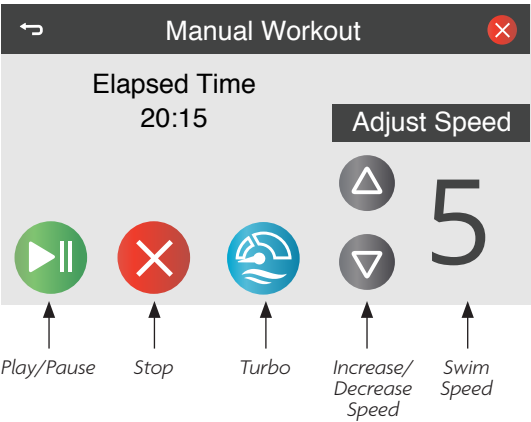 Manual Workout
Elapsed Time
20:15
Adjust Speed
5
Play/Pause
Stop
Turbo
Increase/
Decrease
Speed
Swim
Speed